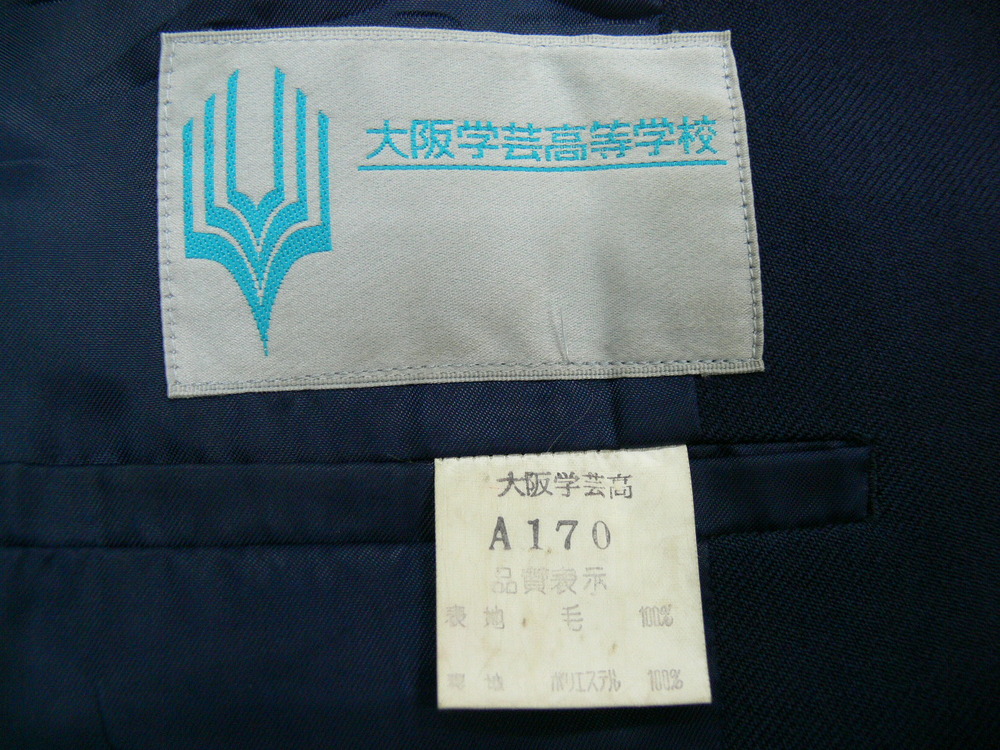 大阪学芸高等学校
大阪学芸高
A170
品質表示
表地 毛 100%
裏地 ポリエステル 100%